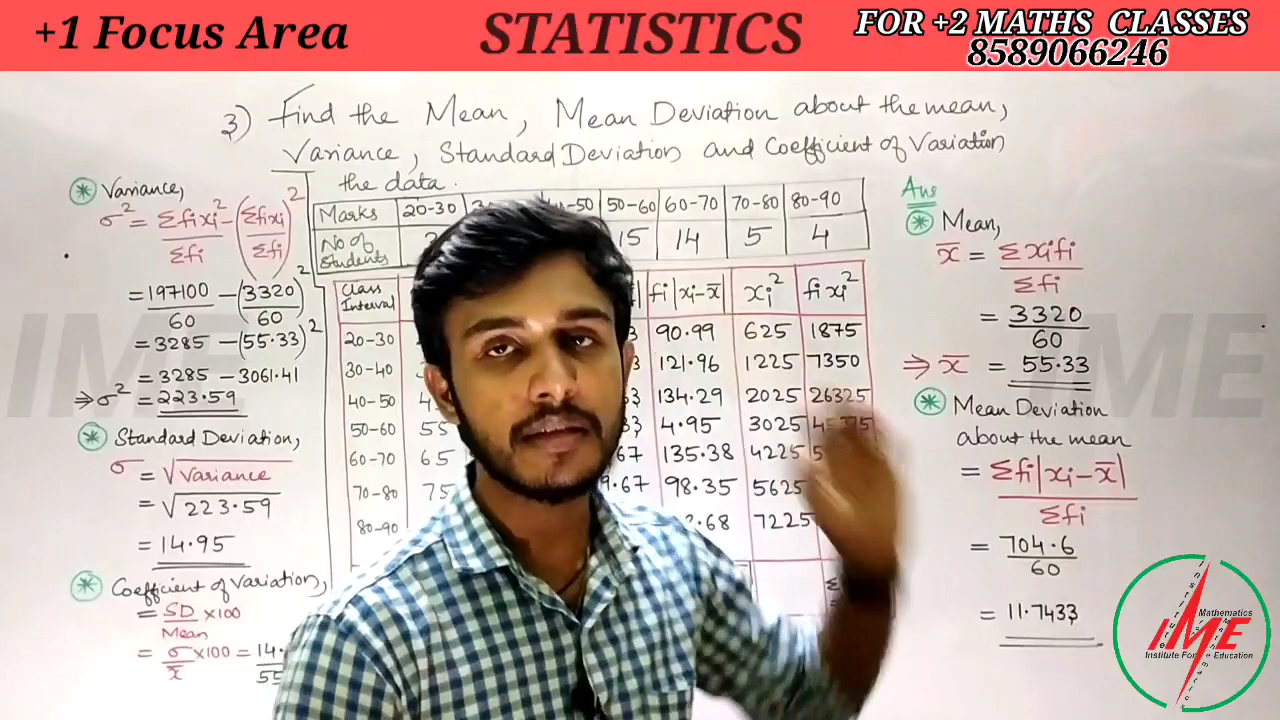 +1 Focus Area
STATISTICS
FOR +2 MATHS CLASSES
8589066246
3) Find the Mean, Mean Deviation about the mean,
Variance, Standard Deviation and Coefficient of Variation
the data.
Marks 20-30 50-60 60-70 70-80 80-90
No of Students 15 14 5 4
Class Interval fi|xi-x̄| xi² fixi²
20-30 90.99 625 1875
30-40 121.96 1225 7350
40-50 134.29 2025 26325
50-60 55 4.95 3025
60-70 65 135.38 4225
70-80 75 98.35 5625
80-90 7225
* Variance,
σ² = Σfixi²/Σfi - (Σfixi/Σfi)²
= 197100/60 - (3320/60)²
= 3285 - (55.33)²
= 3285 - 3061.41
⇒ σ² = 223.59
* Standard Deviation,
σ = √Variance
= √223.59
= 14.95
* Coefficient of Variation,
= SD/Mean ×100
= σ/x̄ ×100 =
Ans
* Mean,
x̄ = Σxifi/Σfi
= 3320/60
⇒ x̄ = 55.33
* Mean Deviation
about the mean
= Σfi|xi-x̄|/Σfi
= 704.6/60
= 11.7433
IME
IME
Mathematics
IME
Institute For Education